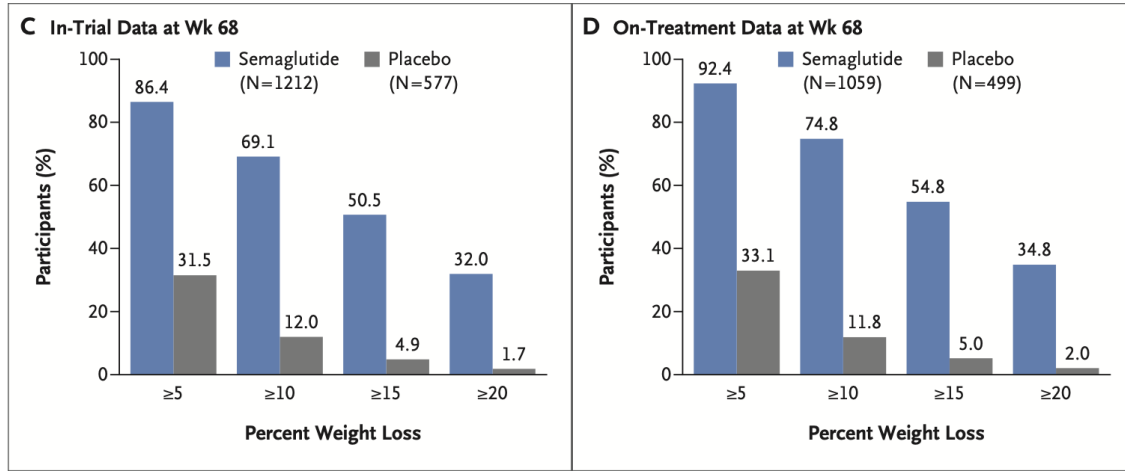 C In-Trial Data at Wk 68
Semaglutide
(N=1212)
Placebo
(N=577)
Participants (%)
100
80
60
40
20
0
86.4
31.5
69.1
12.0
50.5
4.9
32.0
1.7
≥5
≥10
≥15
≥20
Percent Weight Loss
D On-Treatment Data at Wk 68
Semaglutide
(N=1059)
Placebo
(N=499)
Participants (%)
100
80
60
40
20
0
92.4
33.1
74.8
11.8
54.8
5.0
34.8
2.0
≥5
≥10
≥15
≥20
Percent Weight Loss